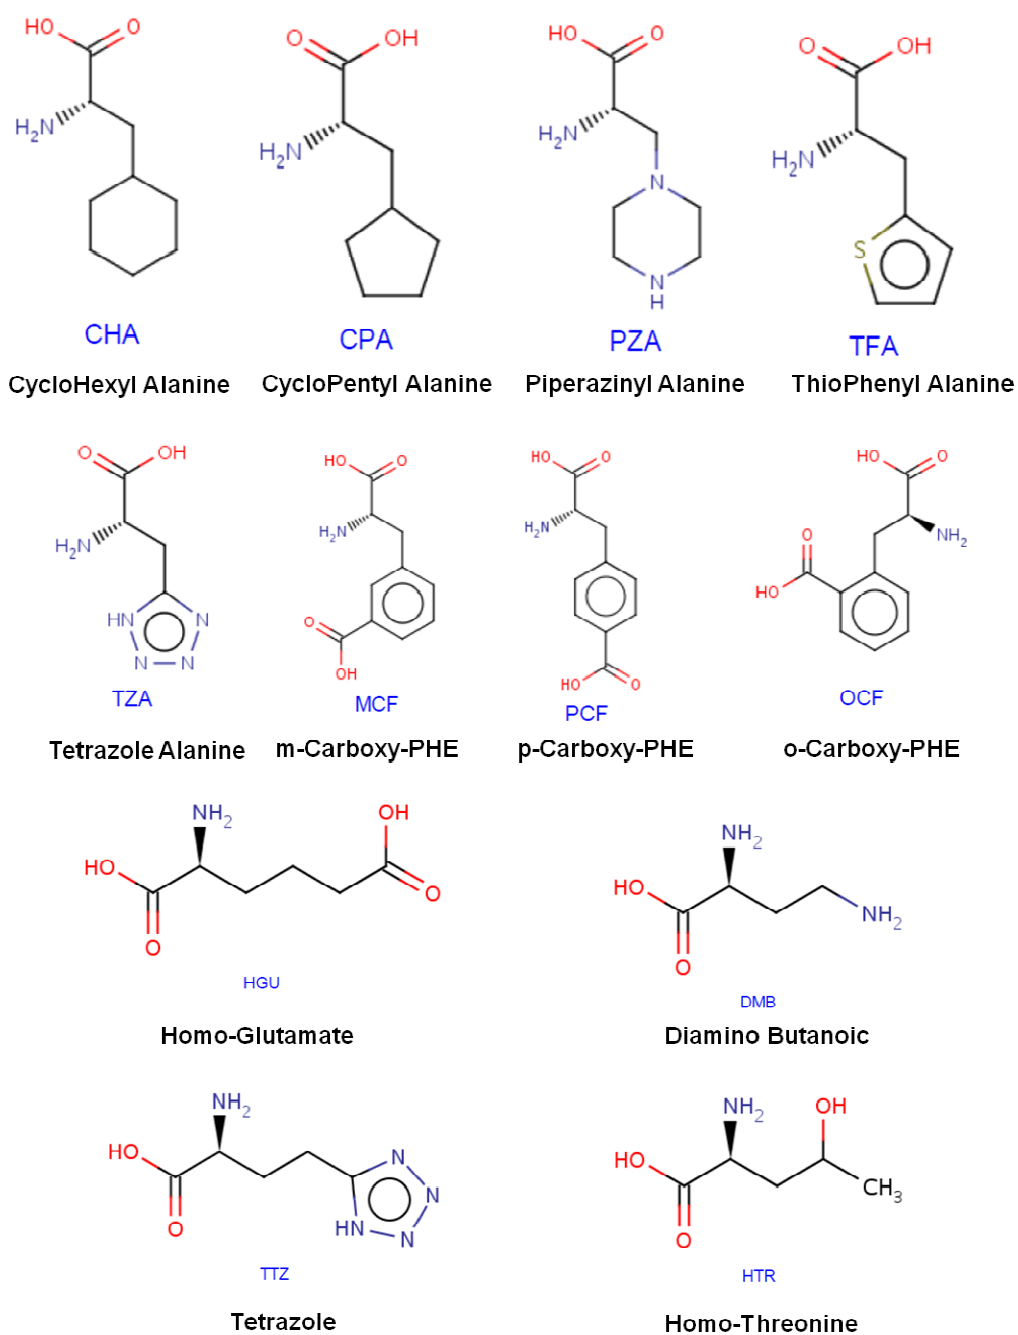 HO O O OH HO O O OH
H2N H2N H2N H2N
N S
N
H
CHA CPA PZA TFA
CycloHexyl Alanine CycloPentyl Alanine Piperazinyl Alanine ThioPhenyl Alanine
O OH HO O HO O HO O
H2N H2N H2N NH2
O HO
HN N N N
O OH
HO O
TZA MCF PCF OCF
Tetrazole Alanine m-Carboxy-PHE p-Carboxy-PHE o-Carboxy-PHE
NH2 OH NH2
HO O O HO O NH2
HGU DMB
Homo-Glutamate Diamino Butanoic
NH2 NH2 OH
HO O N N N HN HO O CH3
TTZ HTR
Tetrazole Homo-Threonine